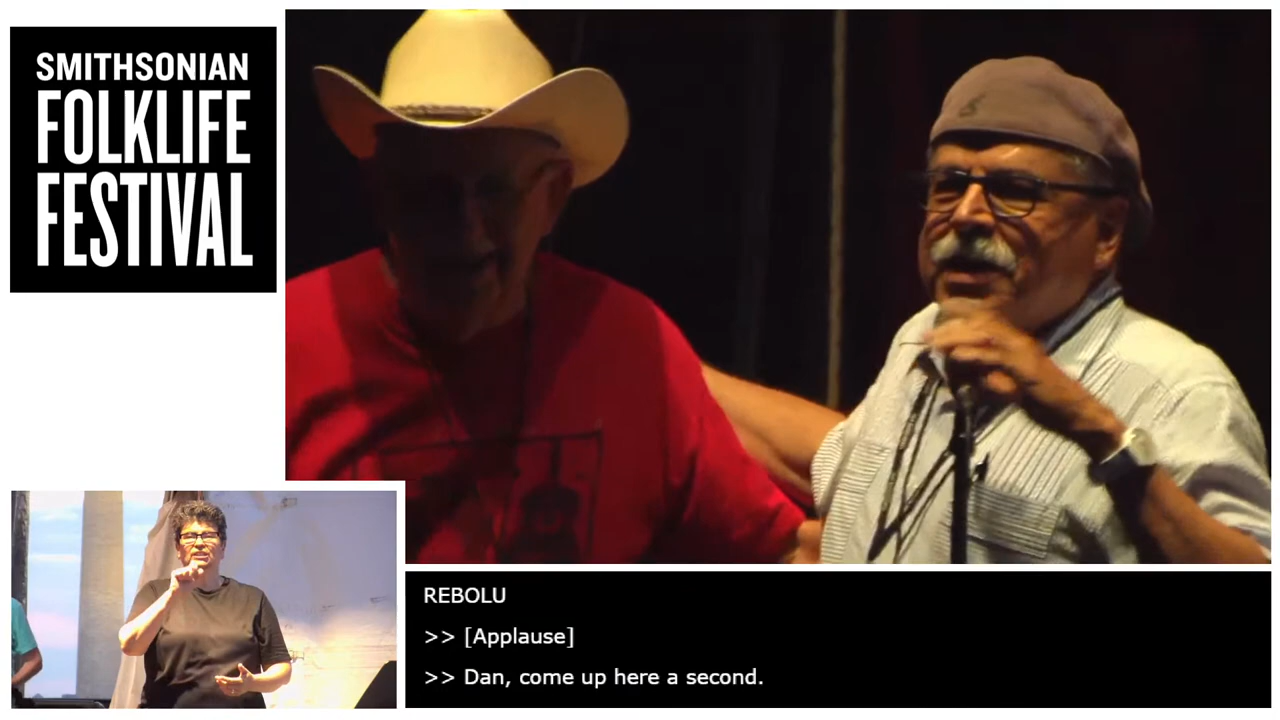 SMITHSONIAN
FOLKLIFE
FESTIVAL
REBOLU
>> [Applause]
>> Dan, come up here a second.